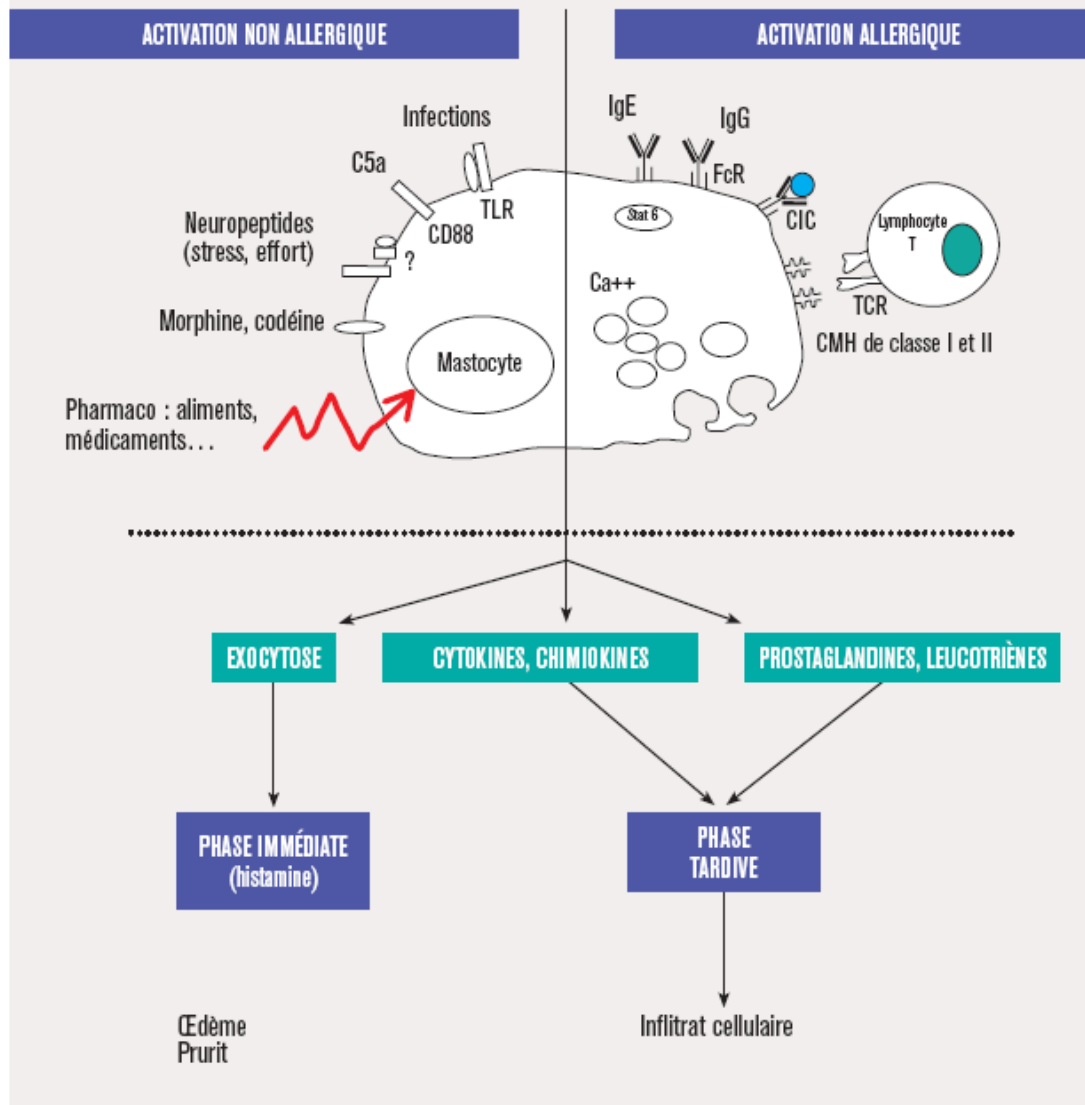 ACTIVATION NON ALLERGIQUE
ACTIVATION ALLERGIQUE
Infections
C5a
TLR
CD88
Neuropeptides
(stress, effort)
?
Morphine, codéine
Mastocyte
Pharmaco : aliments,
médicaments…
IgE
IgG
FcR
CIC
Stat 6
Lymphocyte
T
Ca++
TCR
CMH de classe I et II
EXOCYTOSE
CYTOKINES, CHIMIOKINES
PROSTAGLANDINES, LEUCOTRIÈNES
PHASE IMMÉDIATE
(histamine)
PHASE
TARDIVE
Œdème
Prurit
Inflitrat cellulaire